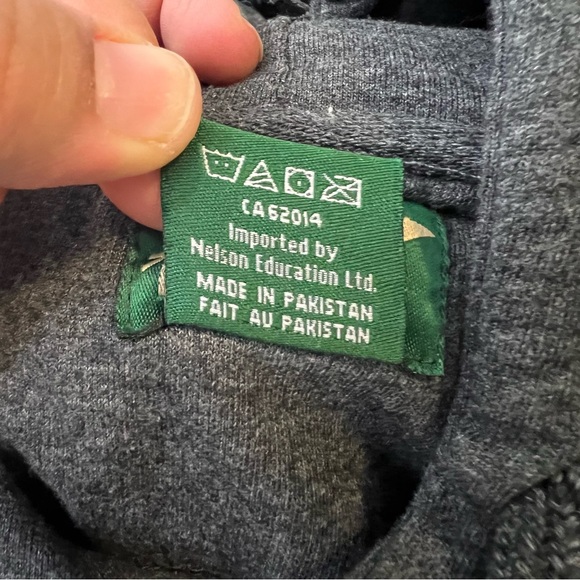 CA62014
Imported by
Nelson Education Ltd.
MADE IN PAKISTAN
FAIT AU PAKISTAN